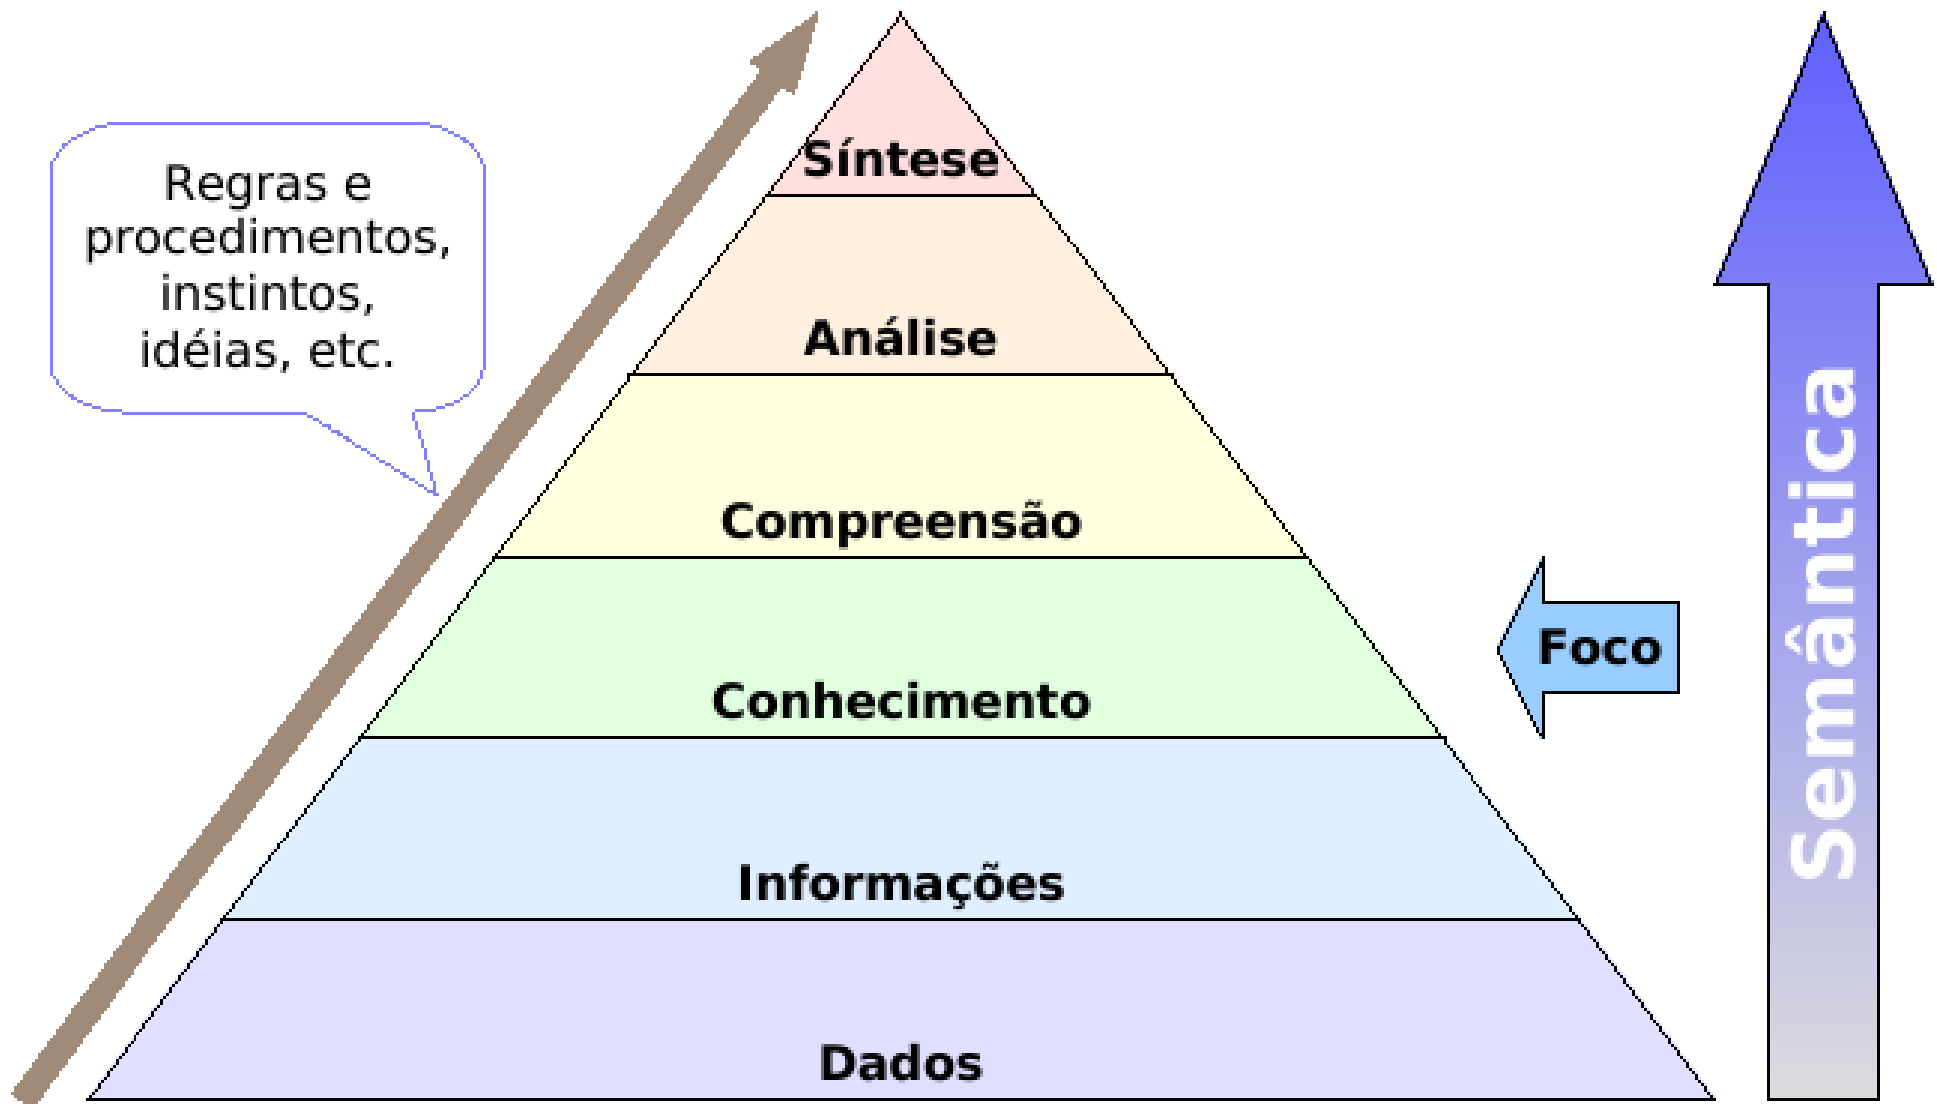 Regras e
procedimentos,
instintos,
idéias, etc.
Síntese
Análise
Compreensão
Conhecimento
Informações
Dados
Foco
Semântica